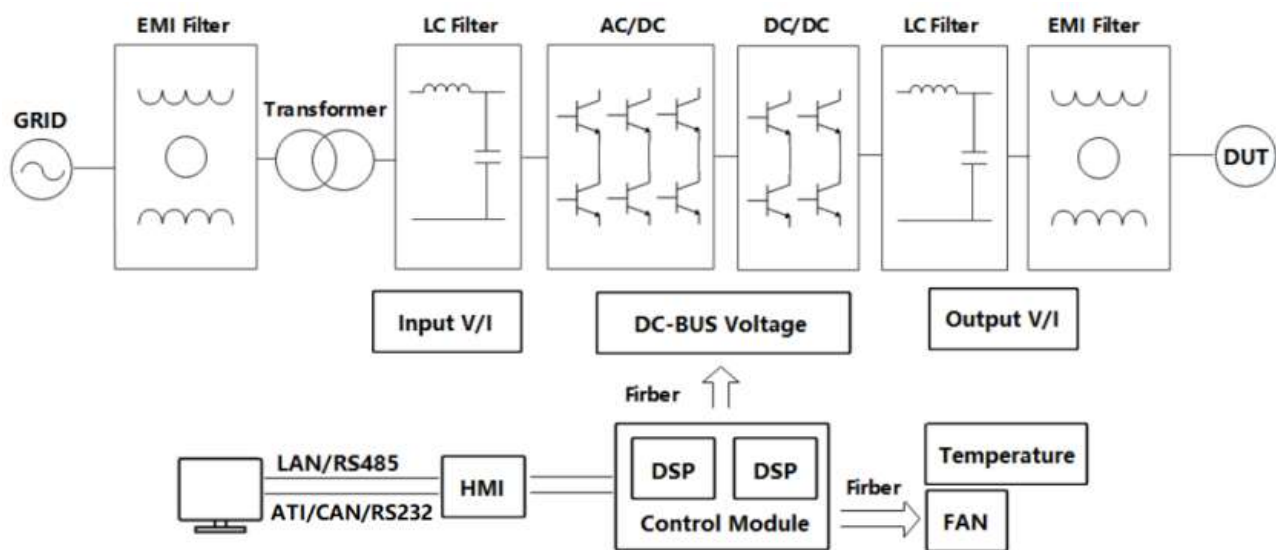 EMI Filter
LC Filter
AC/DC
DC/DC
LC Filter
EMI Filter
GRID
Transformer
DUT
Input V/I
DC-BUS Voltage
Output V/I
Firber
LAN/RS485
ATI/CAN/RS232
HMI
DSP
DSP
Control Module
Firber
Temperature
FAN